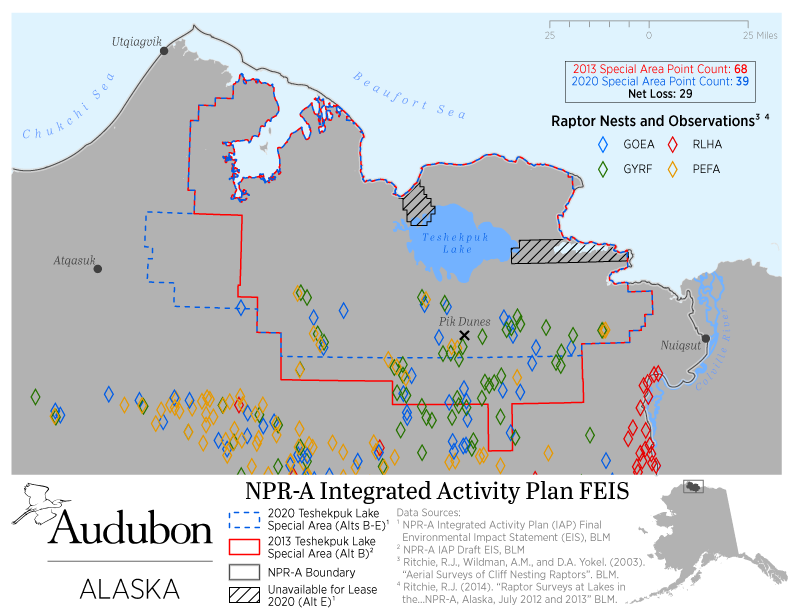 Utqiagvik
Chukchi Sea
Beaufort Sea
25 0 25 Miles
2013 Special Area Point Count: 68
2020 Special Area Point Count: 39
Net Loss: 29
Raptor Nests and Observations³ ⁴
GOEA RLHA
GYRF PEFA
Teshekpuk
Lake
Atqasuk
Pik Dunes
Nuiqsut
Colville River
NPR-A Integrated Activity Plan FEIS
Audubon
ALASKA
2020 Teshekpuk Lake
Special Area (Alts B-E)¹
2013 Teshekpuk Lake
Special Area (Alt B)²
NPR-A Boundary
Unavailable for Lease
2020 (Alt E)¹
Data Sources:
¹ NPR-A Integrated Activity Plan (IAP) Final
Environmental Impact Statement (EIS), BLM
² NPR-A IAP Draft EIS, BLM
³ Ritchie, R.J., Wildman, A.M., and D.A. Yokel. (2003).
"Aerial Surveys of Cliff Nesting Raptors". BLM.
⁴ Ritchie, R.J. (2014). "Raptor Surveys at Lakes in
the...NPR-A, Alaska, July 2012 and 2013" BLM.